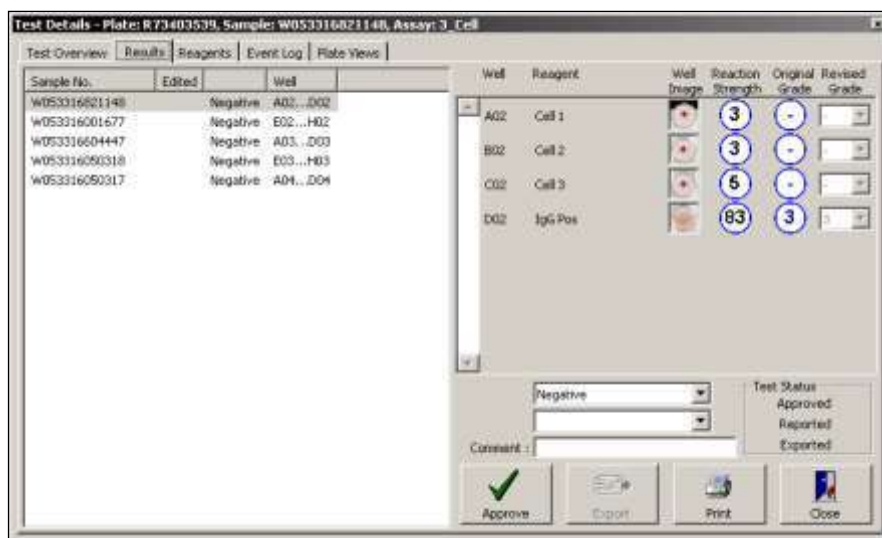 Test Details - Plate: R73403539, Sample: W053316821148, Assay: 3_Cell
Test Overview Results Reagents Event Log Plate Views
Sample No. Edited Well
W053316821148 Negative A02...D02
W053316001677 Negative E02...H02
W053316604447 Negative A03...D03
W053316050318 Negative E03...H03
W053316050317 Negative A04...D04
Well Reagent Well Image Reaction Strength Original Grade Revised Grade
A02 Cell 1 3 - -
B02 Cell 2 3 - -
C02 Cell 3 5 - -
D02 IgG Pos 83 3 3
Negative
Comment :
Test Status
Approved
Reported
Exported
Approve Export Print Close